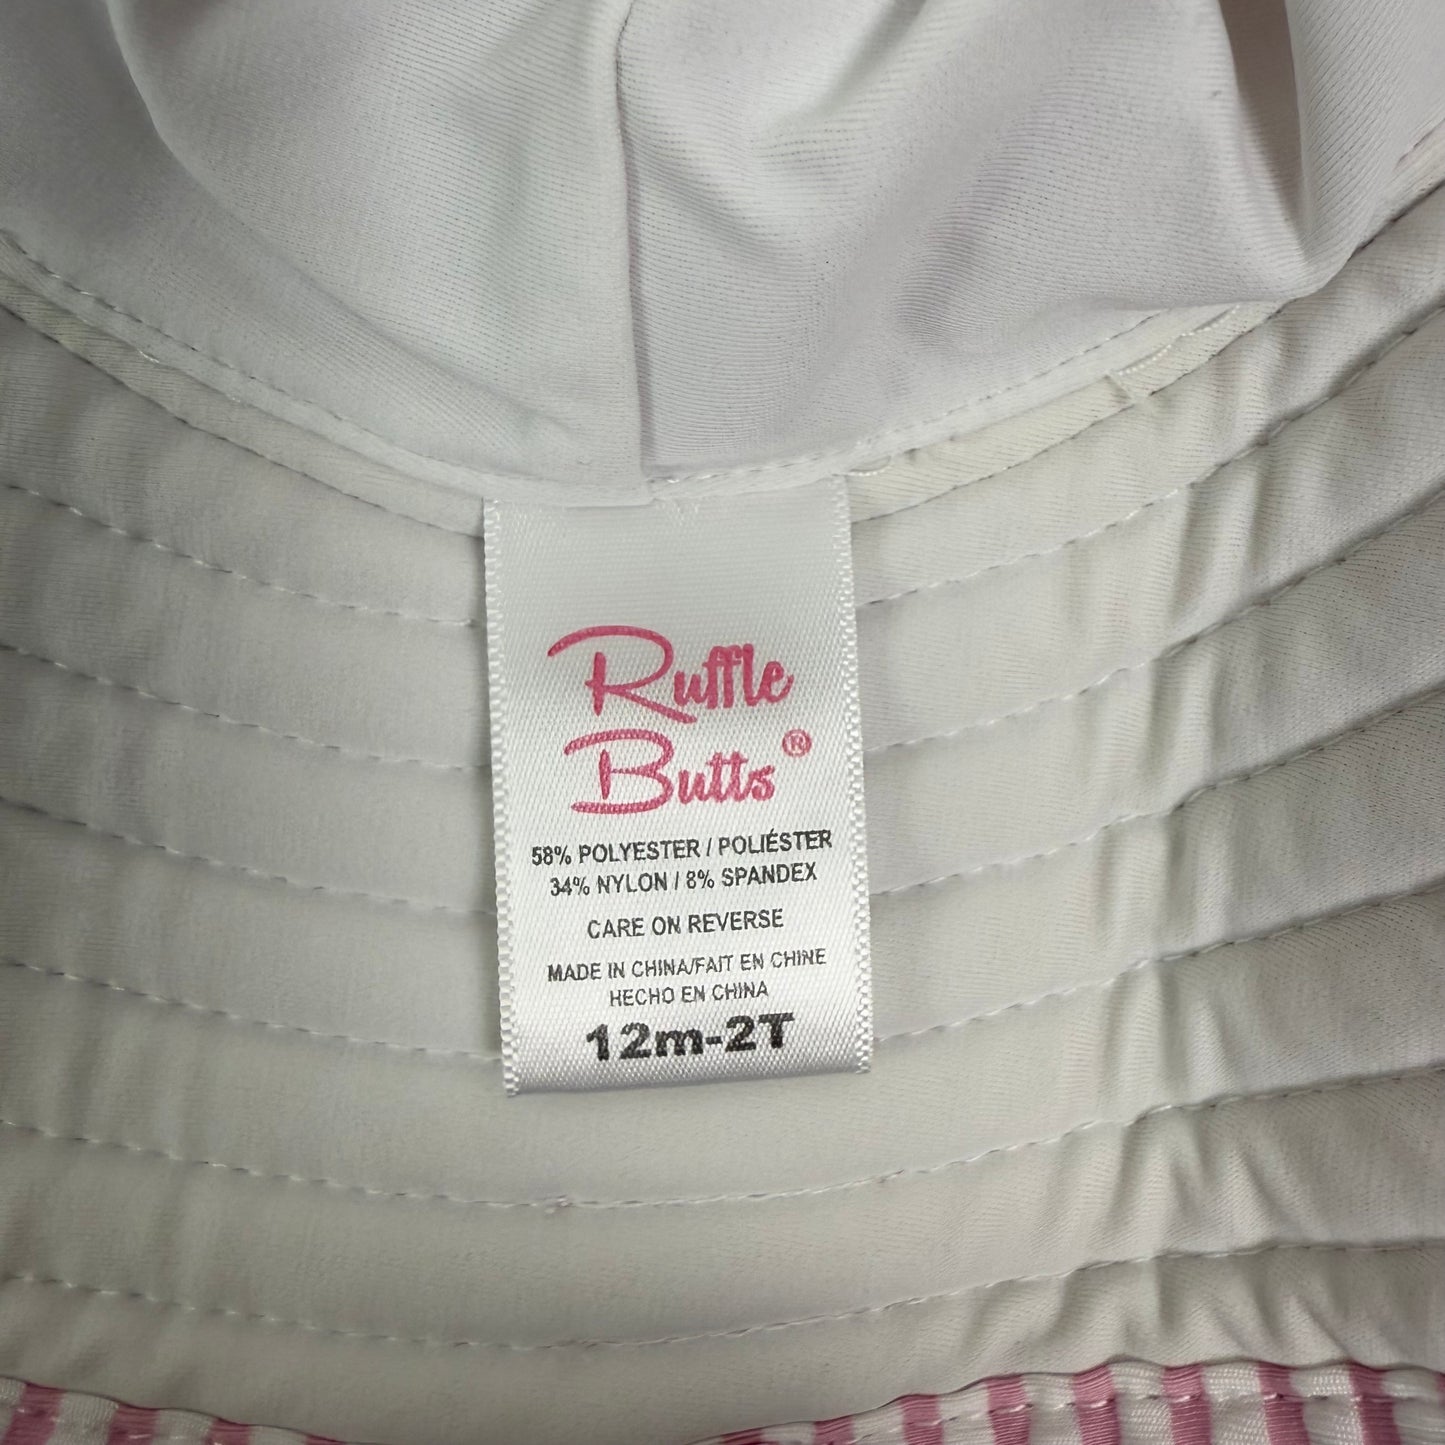 Ruffle
Butts®
58% POLYESTER / POLIÉSTER
34% NYLON / 8% SPANDEX
CARE ON REVERSE
MADE IN CHINA/FAIT EN CHINE
HECHO EN CHINA
12m-2T